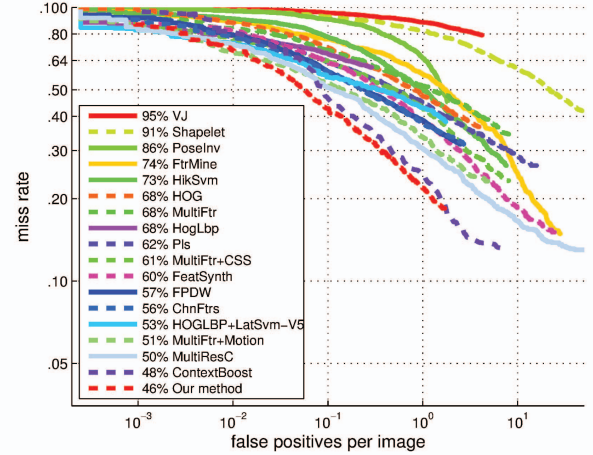 100
80
64
50
40
.30
.20
.10
.05
miss rate
95% VJ
91% Shapelet
86% PoseInv
74% FtrMine
73% HikSvm
68% HOG
68% MultiFtr
68% HogLbp
62% Pls
61% MultiFtr+CSS
60% FeatSynth
57% FPDW
56% ChnFtrs
53% HOGLBP+LatSvm-V5
51% MultiFtr+Motion
50% MultiResC
48% ContextBoost
46% Our method
10⁻³ 10⁻² 10⁻¹ 10⁰ 10¹
false positives per image